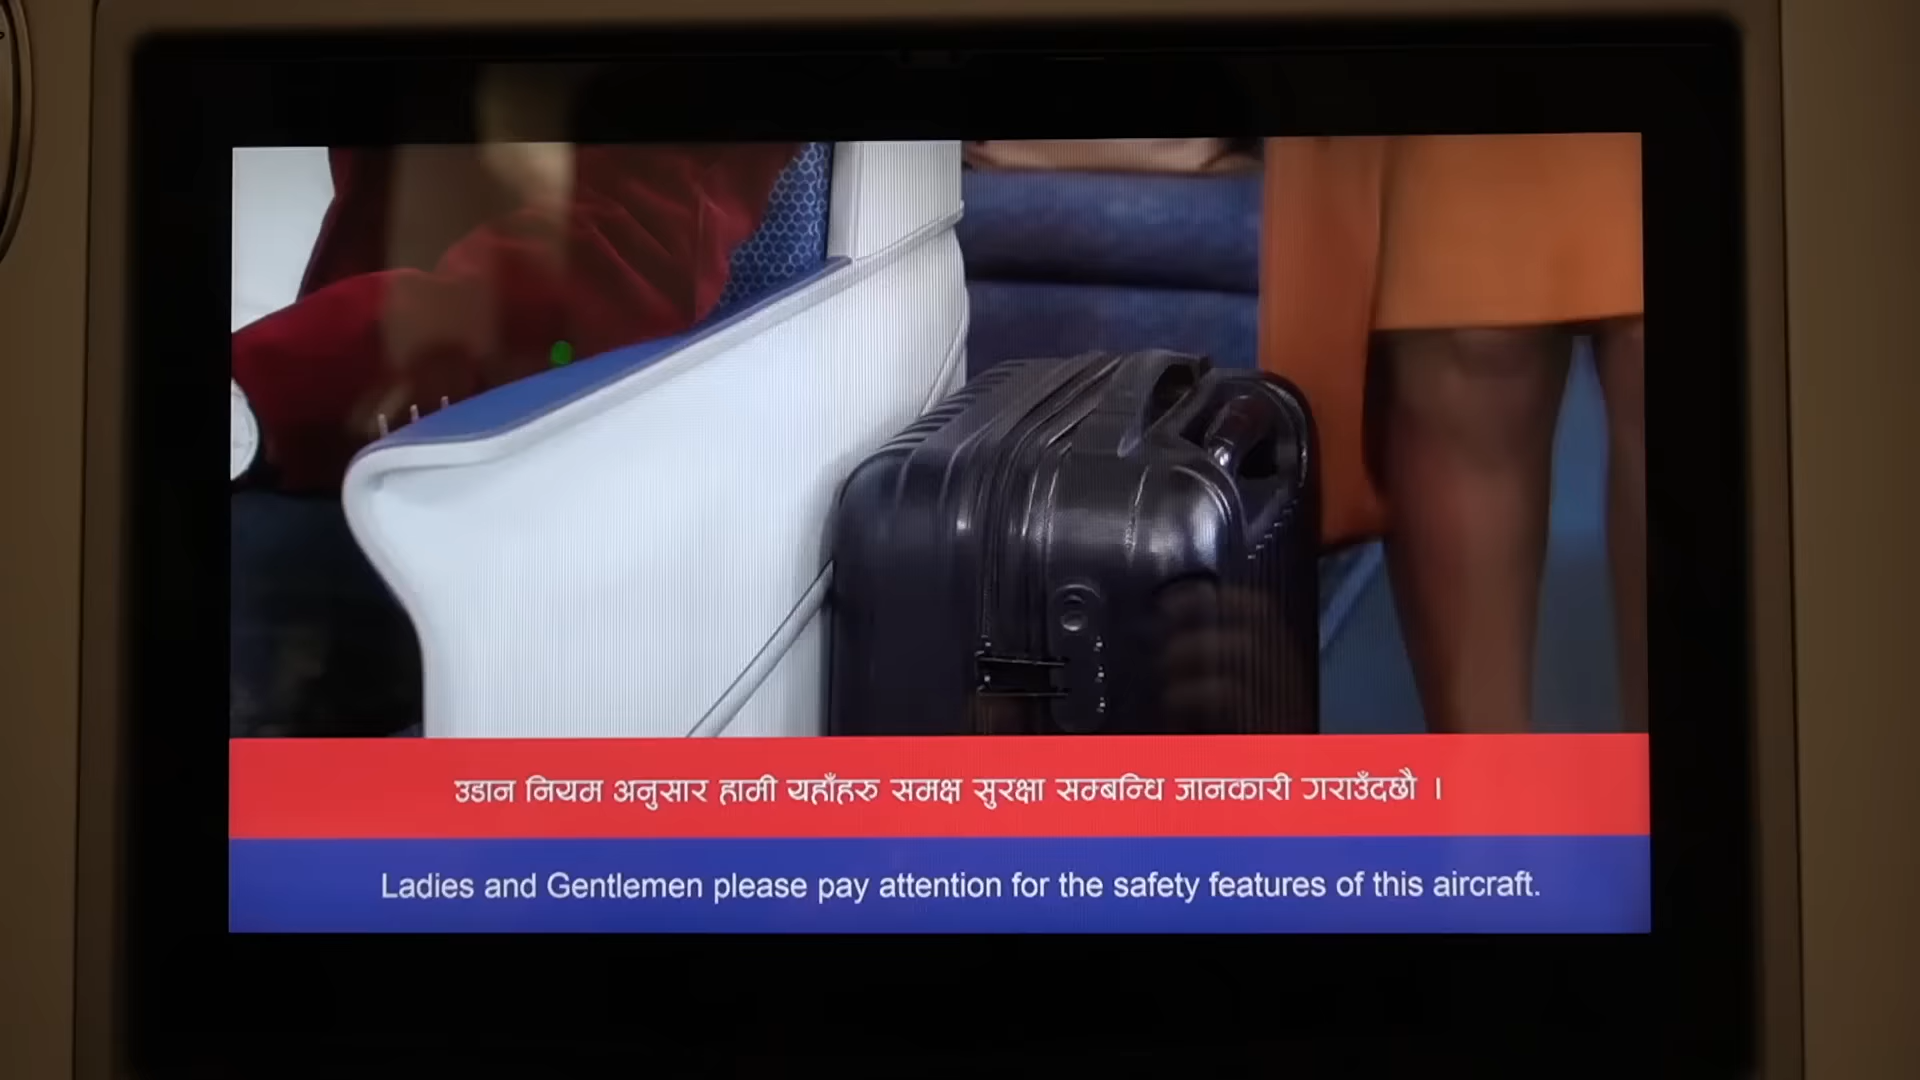 उडान नियम अनुसार हामी यहाँहरु समक्ष सुरक्षा सम्बन्धि जानकारी गराउँदछौ ।
Ladies and Gentlemen please pay attention for the safety features of this aircraft.